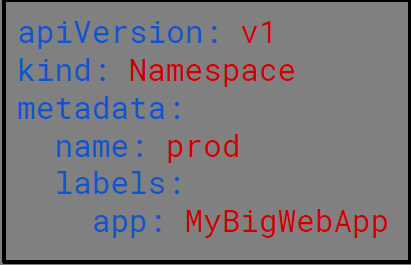 apiVersion: v1
kind: Namespace
metadata:
  name: prod
  labels:
    app: MyBigWebApp